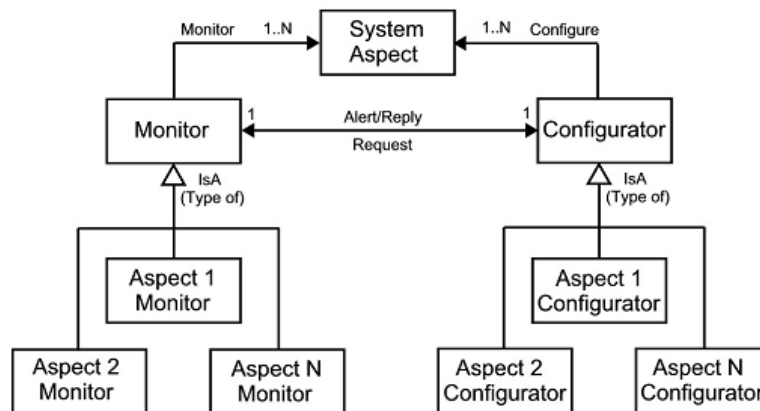 Monitor
1..N
System
Aspect
1..N
Configure
Monitor
1
Alert/Reply
Request
1
Configurator
IsA
(Type of)
IsA
(Type of)
Aspect 1
Monitor
Aspect 1
Configurator
Aspect 2
Monitor
Aspect N
Monitor
Aspect 2
Configurator
Aspect N
Configurator